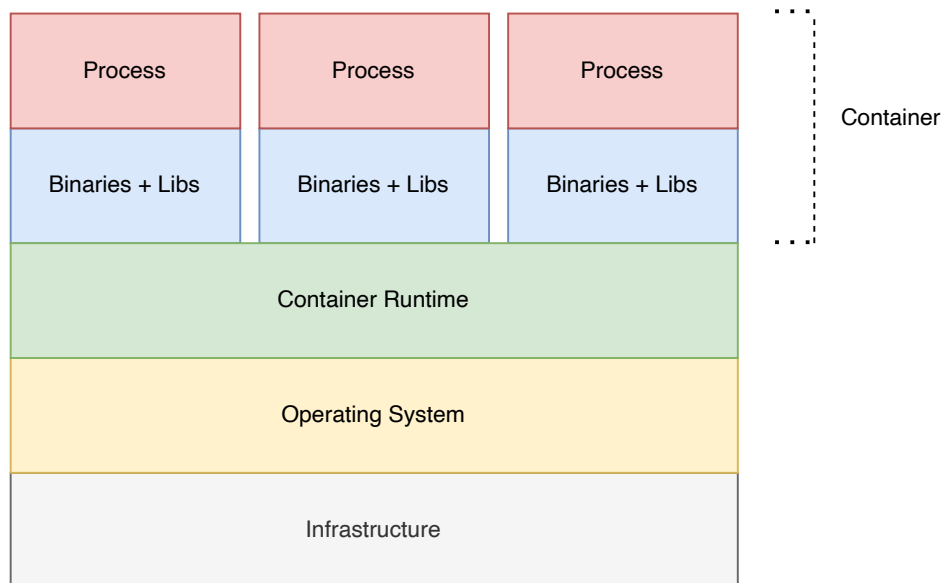 Process
Process
Process
Container
Binaries + Libs
Binaries + Libs
Binaries + Libs
Container Runtime
Operating System
Infrastructure